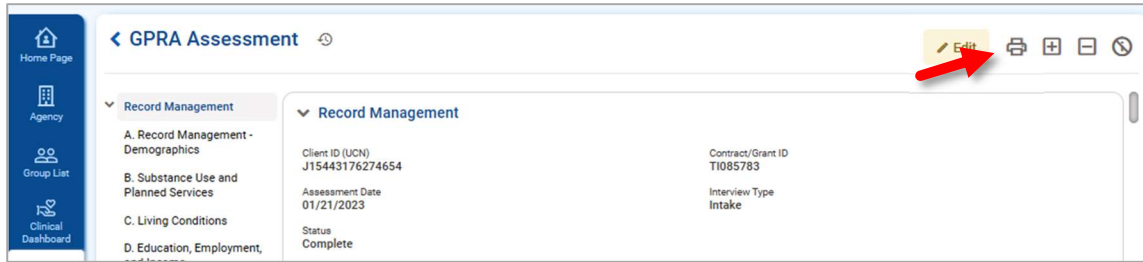 Home Page
Agency
Group List
Clinical
Dashboard
GPRA Assessment
Edit
Record Management
A. Record Management -
Demographics
B. Substance Use and
Planned Services
C. Living Conditions
D. Education, Employment,
and Income
Record Management
Client ID (UCN)
J15443176274654
Contract/Grant ID
TI085783
Assessment Date
01/21/2023
Interview Type
Intake
Status
Complete